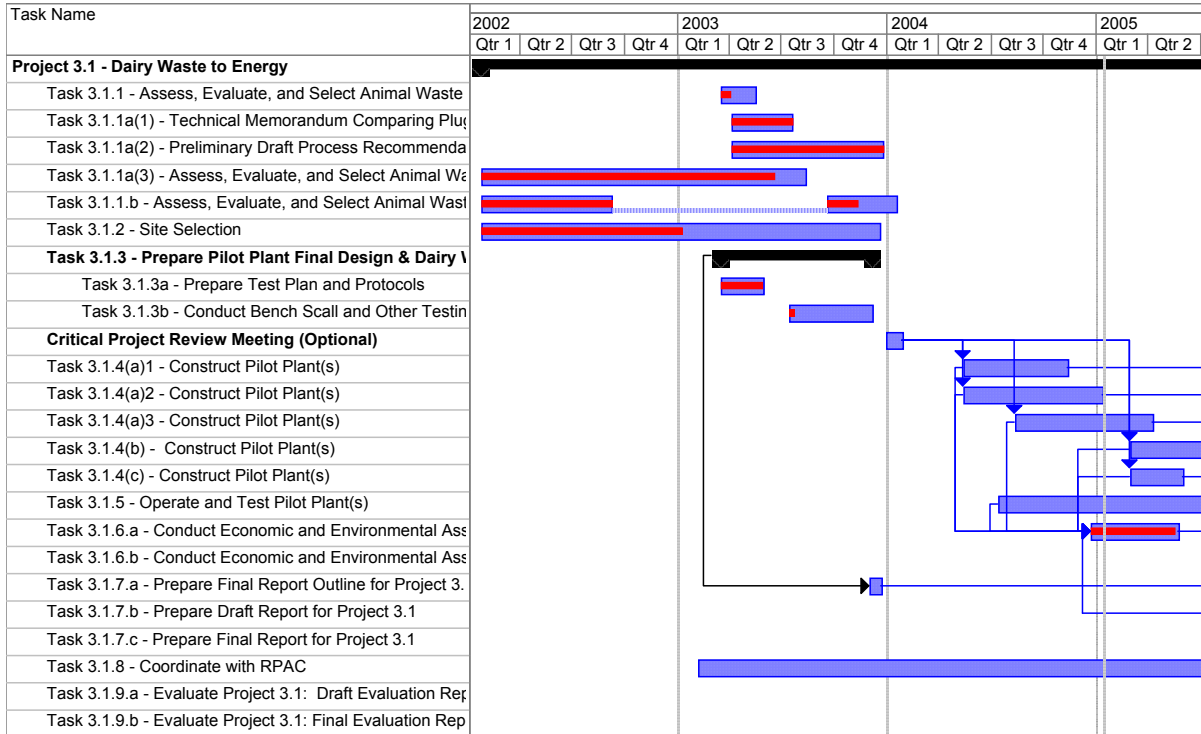 Task Name
2002 2003 2004 2005
Qtr 1 Qtr 2 Qtr 3 Qtr 4 Qtr 1 Qtr 2 Qtr 3 Qtr 4 Qtr 1 Qtr 2 Qtr 3 Qtr 4 Qtr 1 Qtr 2
Project 3.1 - Dairy Waste to Energy
Task 3.1.1 - Assess, Evaluate, and Select Animal Waste
Task 3.1.1a(1) - Technical Memorandum Comparing Plug
Task 3.1.1a(2) - Preliminary Draft Process Recommenda
Task 3.1.1a(3) - Assess, Evaluate, and Select Animal Wa
Task 3.1.1.b - Assess, Evaluate, and Select Animal Wast
Task 3.1.2 - Site Selection
Task 3.1.3 - Prepare Pilot Plant Final Design & Dairy W
Task 3.1.3a - Prepare Test Plan and Protocols
Task 3.1.3b - Conduct Bench Scall and Other Testin
Critical Project Review Meeting (Optional)
Task 3.1.4(a)1 - Construct Pilot Plant(s)
Task 3.1.4(a)2 - Construct Pilot Plant(s)
Task 3.1.4(a)3 - Construct Pilot Plant(s)
Task 3.1.4(b) - Construct Pilot Plant(s)
Task 3.1.4(c) - Construct Pilot Plant(s)
Task 3.1.5 - Operate and Test Pilot Plant(s)
Task 3.1.6.a - Conduct Economic and Environmental Ass
Task 3.1.6.b - Conduct Economic and Environmental Ass
Task 3.1.7.a - Prepare Final Report Outline for Project 3.
Task 3.1.7.b - Prepare Draft Report for Project 3.1
Task 3.1.7.c - Prepare Final Report for Project 3.1
Task 3.1.8 - Coordinate with RPAC
Task 3.1.9.a - Evaluate Project 3.1: Draft Evaluation Rep
Task 3.1.9.b - Evaluate Project 3.1: Final Evaluation Rep